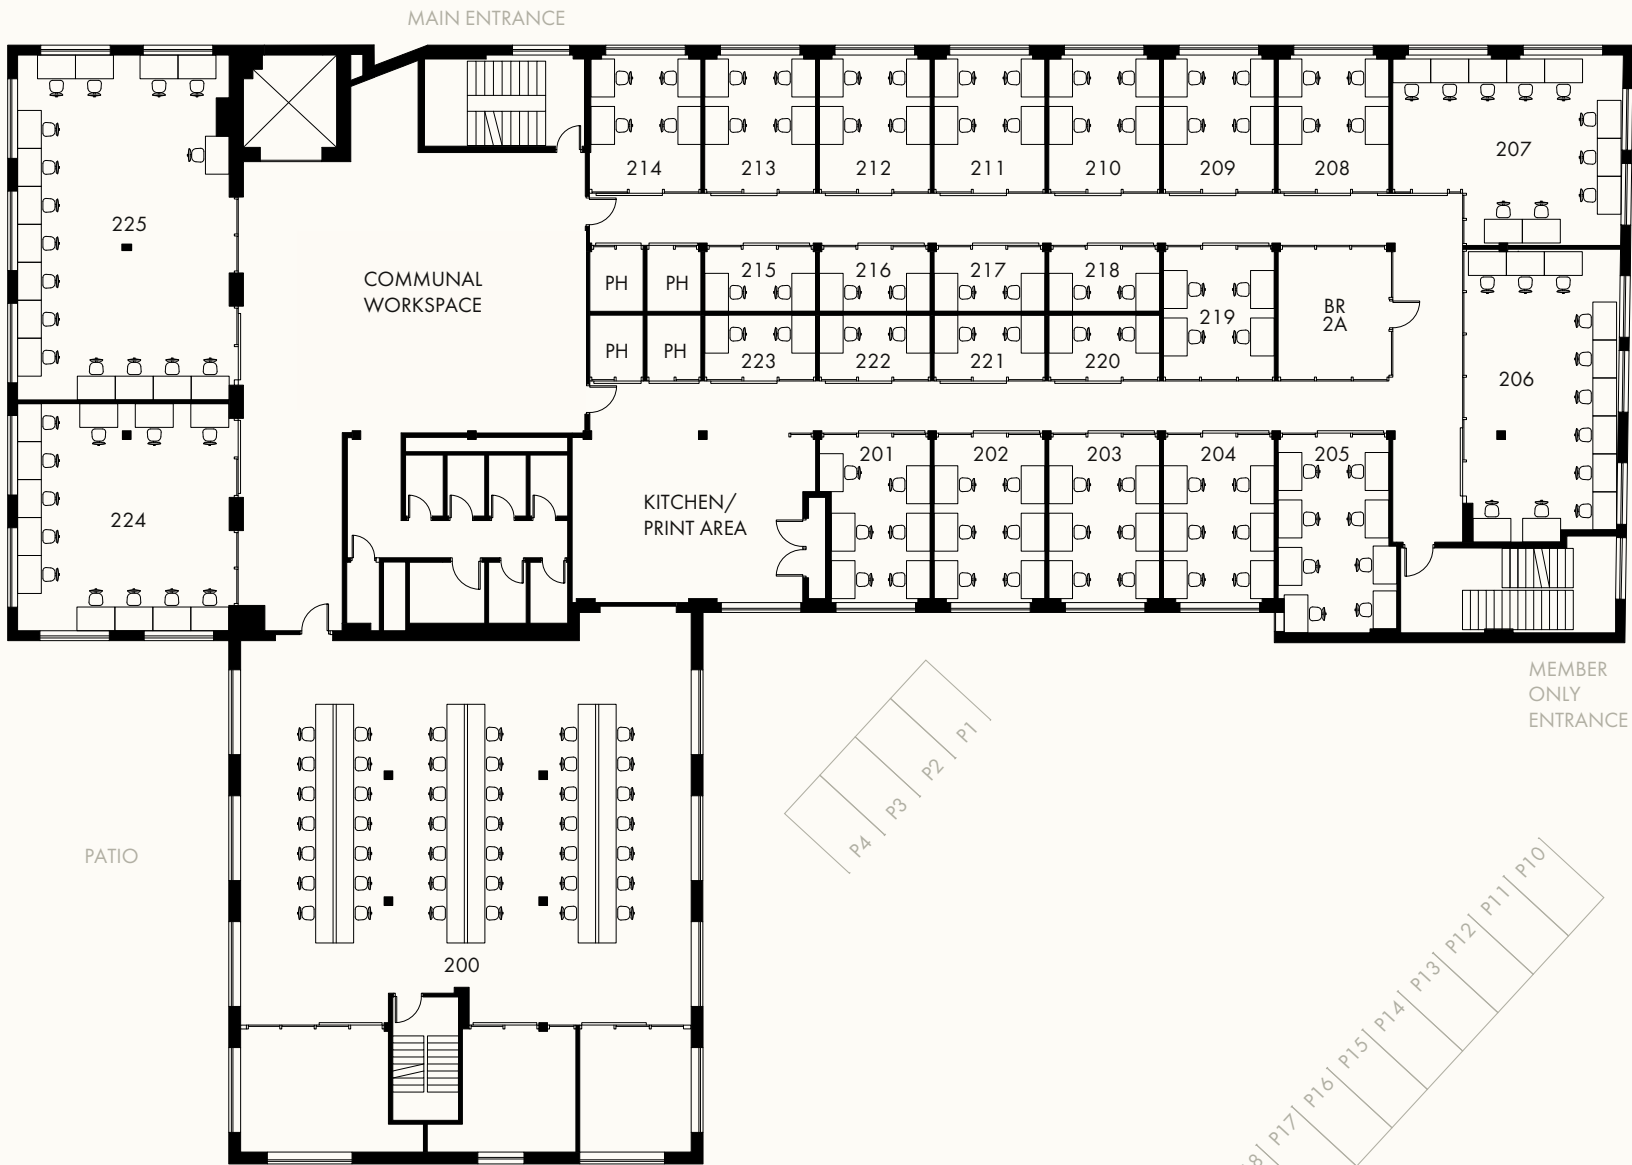 MAIN ENTRANCE
214
213
212
211
210
209
208
207
225
COMMUNAL
WORKSPACE
PH
PH
215
216
217
218
219
BR
2A
PH
PH
223
222
221
220
206
224
KITCHEN/
PRINT AREA
201
202
203
204
205
MEMBER
ONLY
ENTRANCE
P1
P2
P3
P4
PATIO
200
P10
P11
P12
P13
P14
P15
P16
P17